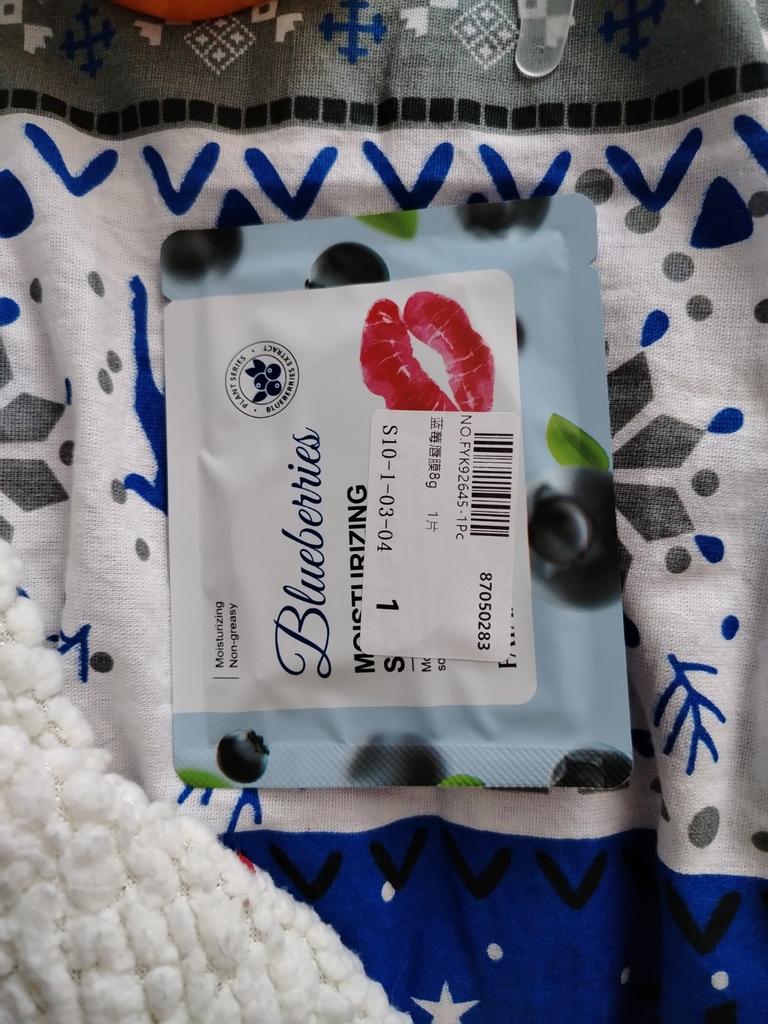 PLANT SERIES · BLUEBERRIES EXTRACT ·
Moisturizing
Non-greasy
Blueberries
MOISTURIZING
NO.FYK92645-1Pc
蓝莓唇膜8g 1片
S10-1-03-04
1
87050283